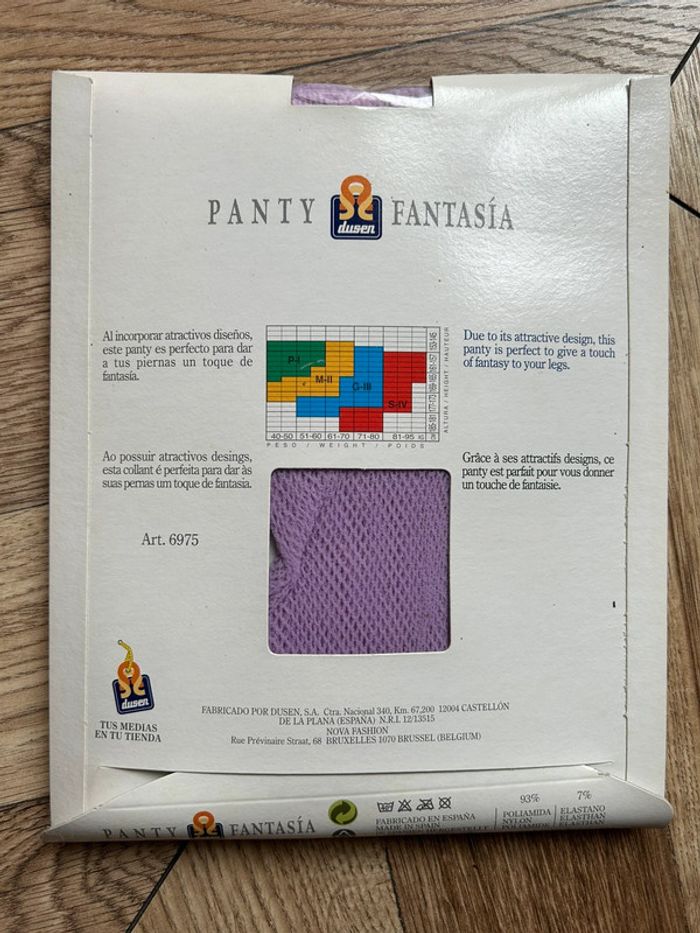 PANTY dusen FANTASÍA
Al incorporar atractivos diseños,
este panty es perfecto para dar
a tus piernas un toque de
fantasía.
P-I
M-II
G-III
S-IV
40-50 51-60 61-70 71-80 81-95 KG
PESO / WEIGHT / POIDS
ALTURA / HEIGHT / HAUTEUR
Due to its attractive design, this
panty is perfect to give a touch
of fantasy to your legs.
Ao possuir atractivos desings,
esta collant é perfeita para dar às
suas pernas um toque de fantasia.
Grâce à ses attractifs designs, ce
panty est parfait pour vous donner
un touche de fantaisie.
Art. 6975
dusen
TUS MEDIAS
EN TU TIENDA
FABRICADO POR DUSEN, S.A. Ctra. Nacional 340, Km. 67,200 12004 CASTELLÓN
DE LA PLANA (ESPAÑA) N.R.I. 12/13515
NOVA FASHION
Rue Prévinaire Straat, 68 BRUXELLES 1070 BRUSSEL (BELGIUM)
PANTY FANTASÍA
FABRICADO EN ESPAÑA
MADE IN SPAIN
93%
POLIAMIDA
NYLON
POLIAMIDE
7%
ELASTANO
ELASTHAN
ELASTHAN